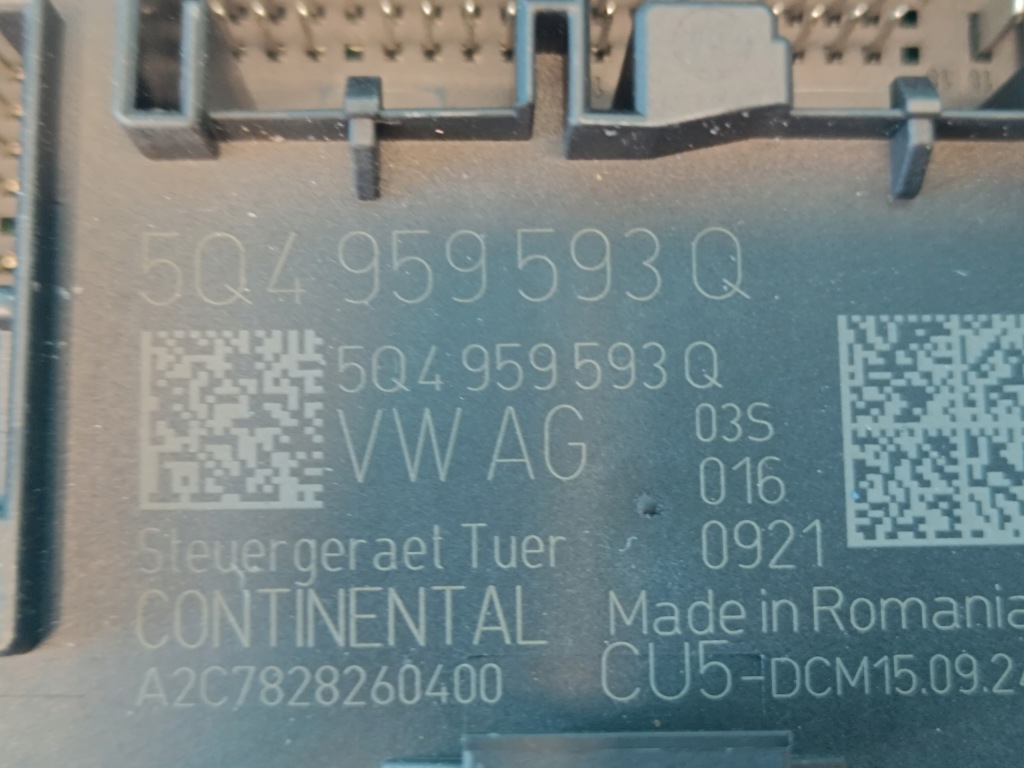 5Q4 959 593 Q
5Q4 959 593 Q
VW AG
03S
016
0921
Steuergeraet Tuer
CONTINENTAL
Made in Romania
A2C7828260400
CU5-DCM15.09.24